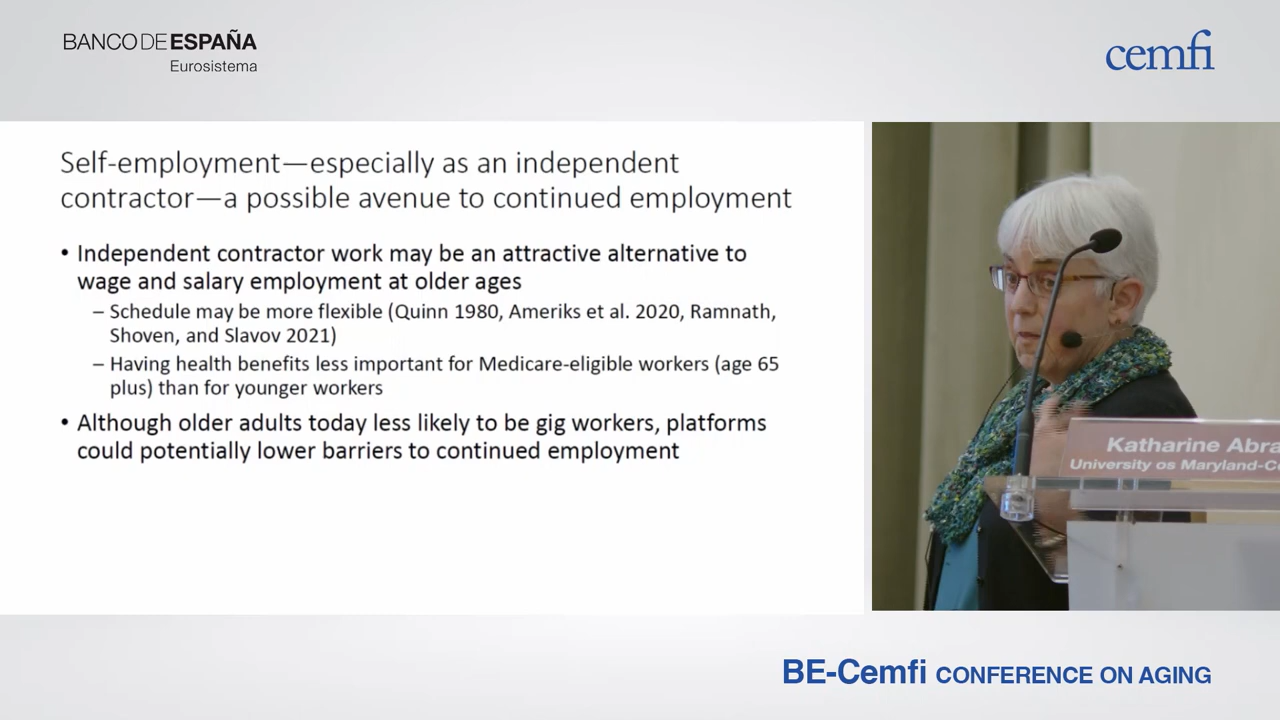 BANCO DE ESPAÑA
Eurosistema
cemfi
Self-employment—especially as an independent
contractor—a possible avenue to continued employment
• Independent contractor work may be an attractive alternative to
wage and salary employment at older ages
– Schedule may be more flexible (Quinn 1980, Ameriks et al. 2020, Ramnath,
Shoven, and Slavov 2021)
– Having health benefits less important for Medicare-eligible workers (age 65
plus) than for younger workers
• Although older adults today less likely to be gig workers, platforms
could potentially lower barriers to continued employment
Katharine Abra
University os Maryland-Co
BE-Cemfi CONFERENCE ON AGING